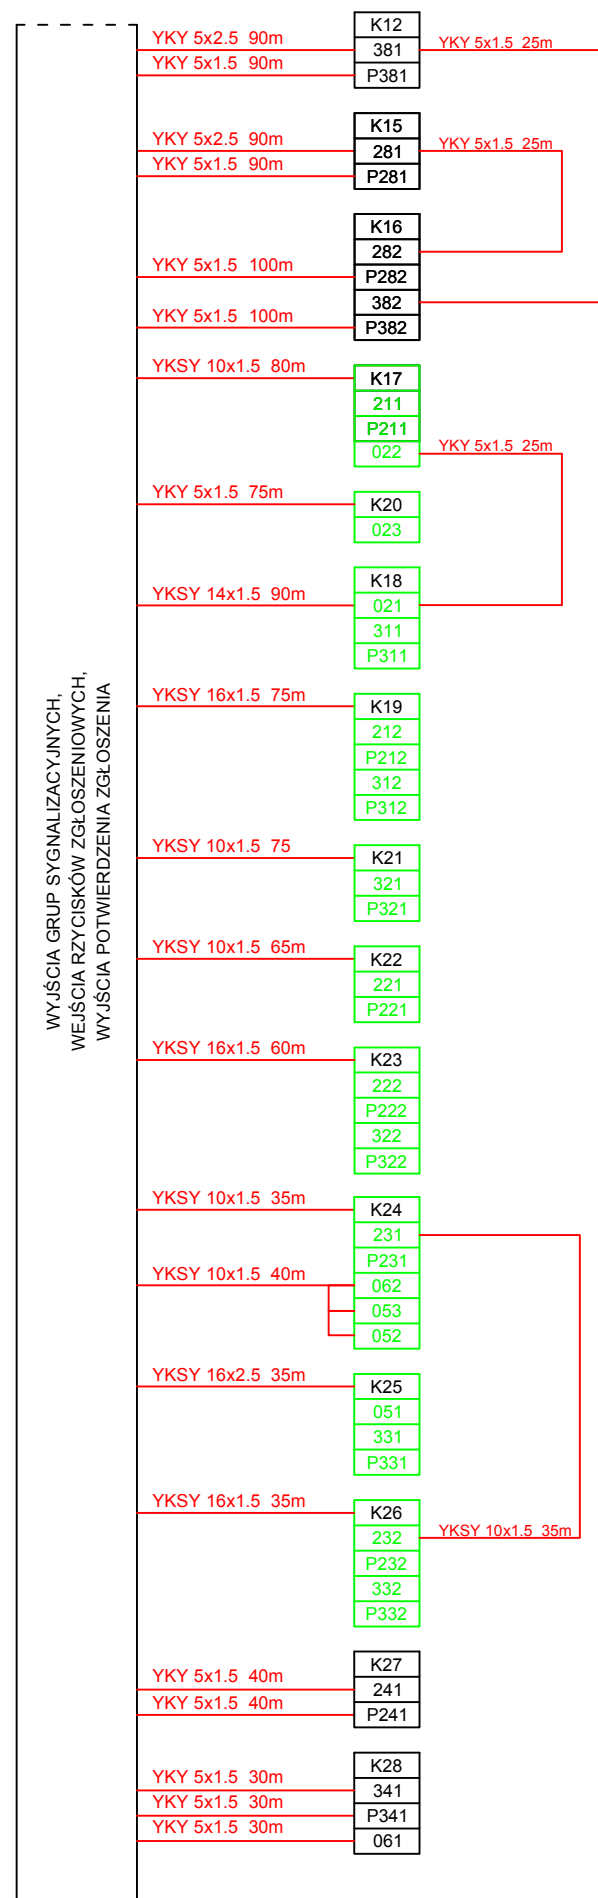 K12
YKY 5x2.5 90m
381
YKY 5x1.5 25m
YKY 5x1.5 90m
P381
K15
YKY 5x2.5 90m
281
YKY 5x1.5 25m
YKY 5x1.5 90m
P281
K16
282
YKY 5x1.5 100m
P282
382
YKY 5x1.5 100m
P382
YKSY 10x1.5 80m
K17
211
P211
022
YKY 5x1.5 25m
YKY 5x1.5 75m
K20
023
K18
YKSY 14x1.5 90m
021
311
P311
YKSY 16x1.5 75m
K19
212
P212
312
P312
YKSY 10x1.5 75
K21
321
P321
YKSY 10x1.5 65m
K22
221
P221
YKSY 16x1.5 60m
K23
222
P222
322
P322
WYJŚCIA GRUP SYGNALIZACYJNYCH,
WEJŚCIA RZYCISKÓW ZGŁOSZENIOWYCH,
WYJŚCIA POTWIERDZENIA ZGŁOSZENIA
YKSY 10x1.5 35m
K24
231
P231
YKSY 10x1.5 40m
062
053
052
YKSY 16x2.5 35m
K25
051
331
P331
YKSY 16x1.5 35m
K26
232
YKSY 10x1.5 35m
P232
332
P332
K27
YKY 5x1.5 40m
241
YKY 5x1.5 40m
P241
K28
YKY 5x1.5 30m
341
YKY 5x1.5 30m
P341
YKY 5x1.5 30m
061